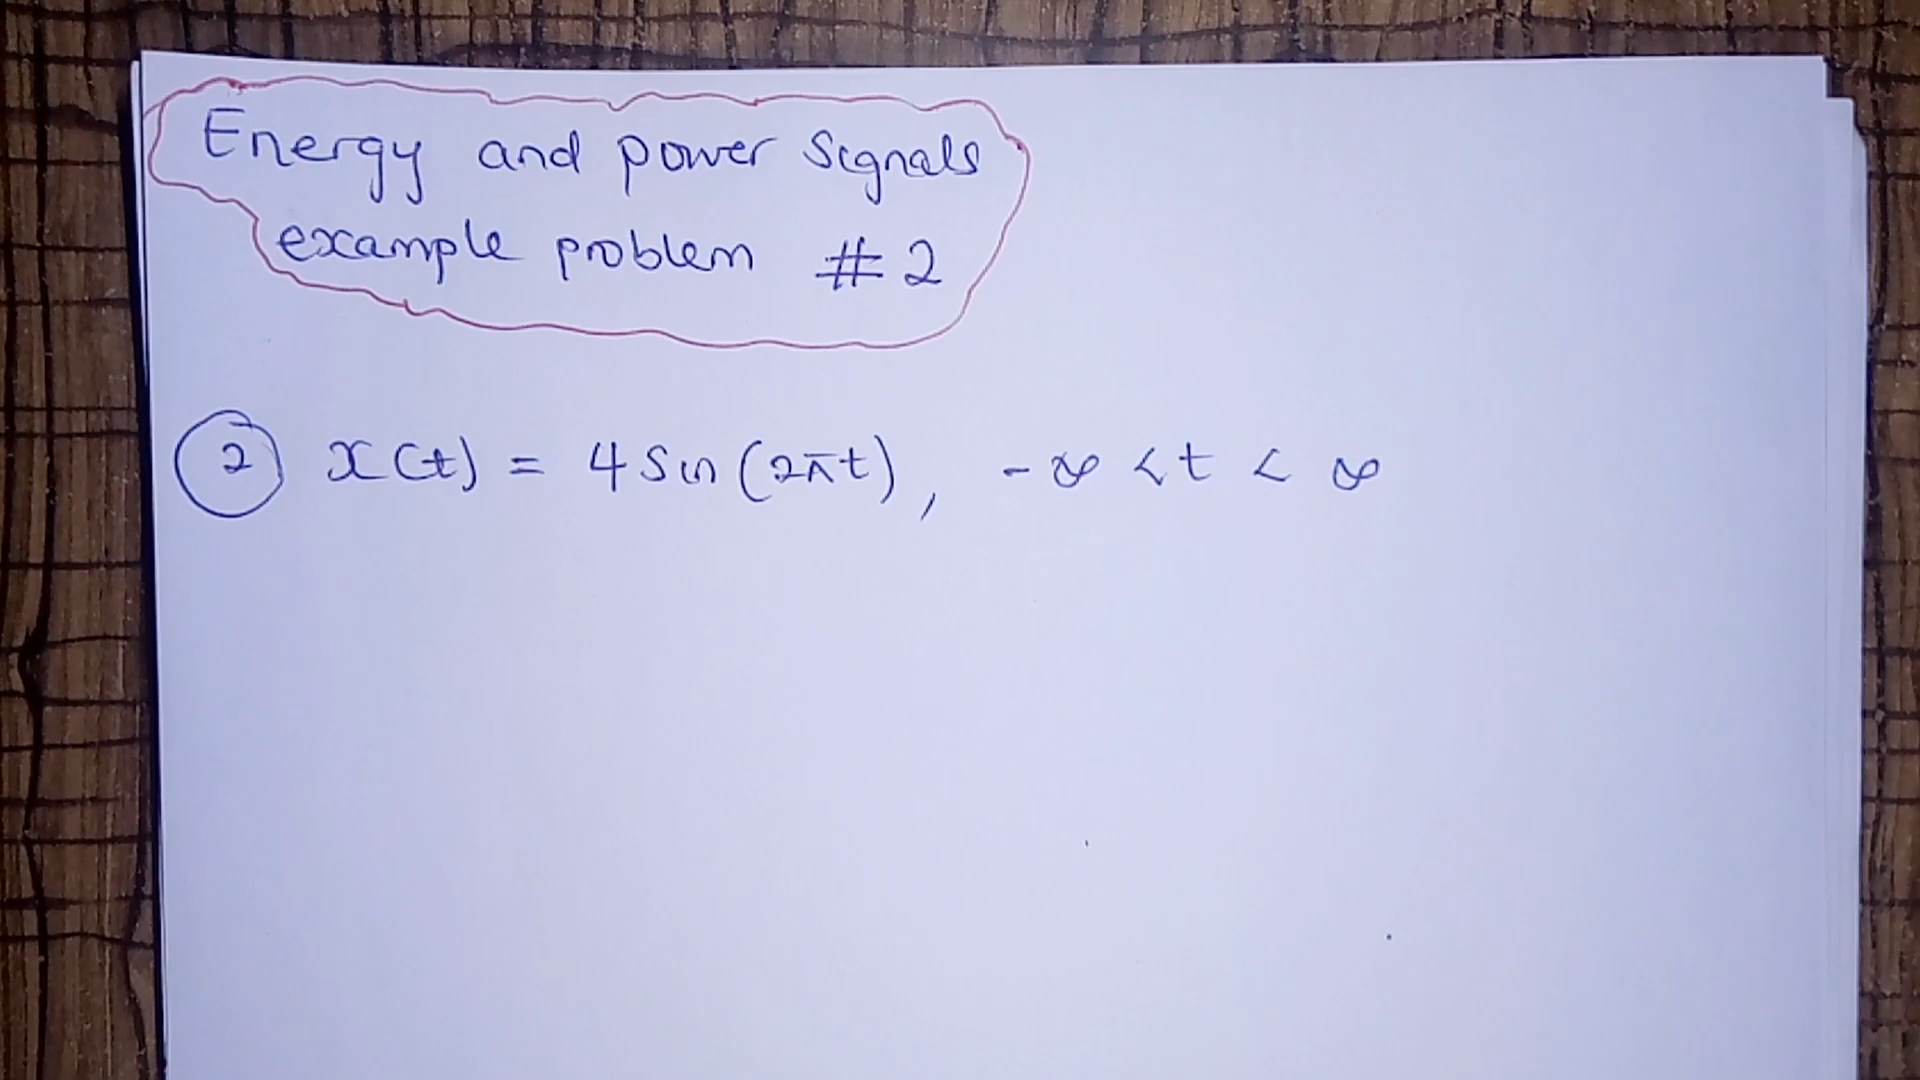 Energy and power signals
example problem # 2
2 x(t) = 4 sin (2πt), -∞ < t < ∞